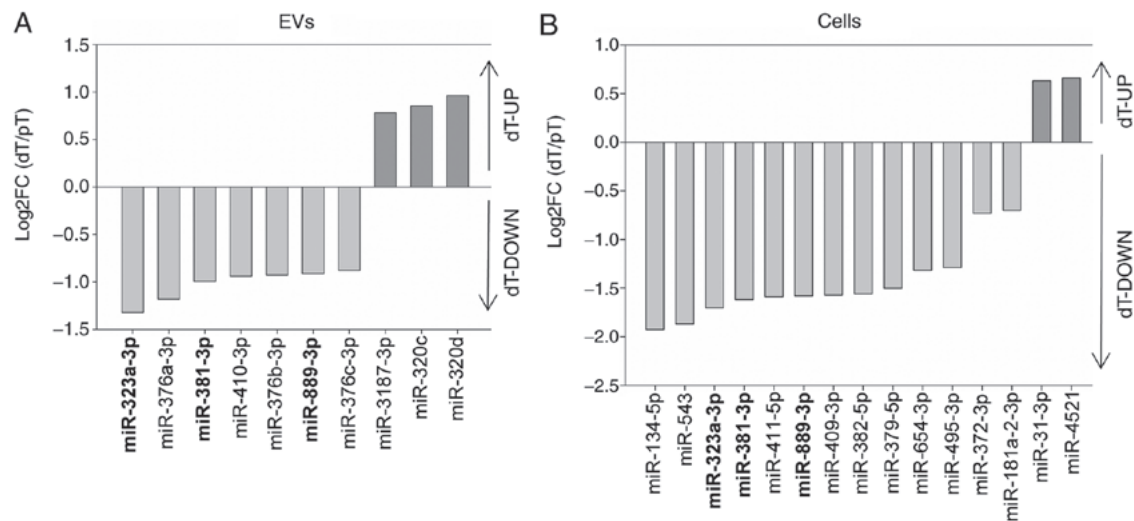 A
EVs
1.5
1.0
0.5
0.0
−0.5
−1.0
−1.5
Log2FC (dT/pT)
dT-UP
dT-DOWN
miR-323a-3p
miR-376a-3p
miR-381-3p
miR-410-3p
miR-376b-3p
miR-889-3p
miR-376c-3p
miR-3187-3p
miR-320c
miR-320d
B
Cells
1.0
0.5
0.0
−0.5
−1.0
−1.5
−2.0
−2.5
Log2FC (dT/pT)
dT-UP
dT-DOWN
miR-134-5p
miR-543
miR-323a-3p
miR-381-3p
miR-411-5p
miR-889-3p
miR-409-3p
miR-382-5p
miR-379-5p
miR-654-3p
miR-495-3p
miR-372-3p
miR-181a-2-3p
miR-31-3p
miR-4521